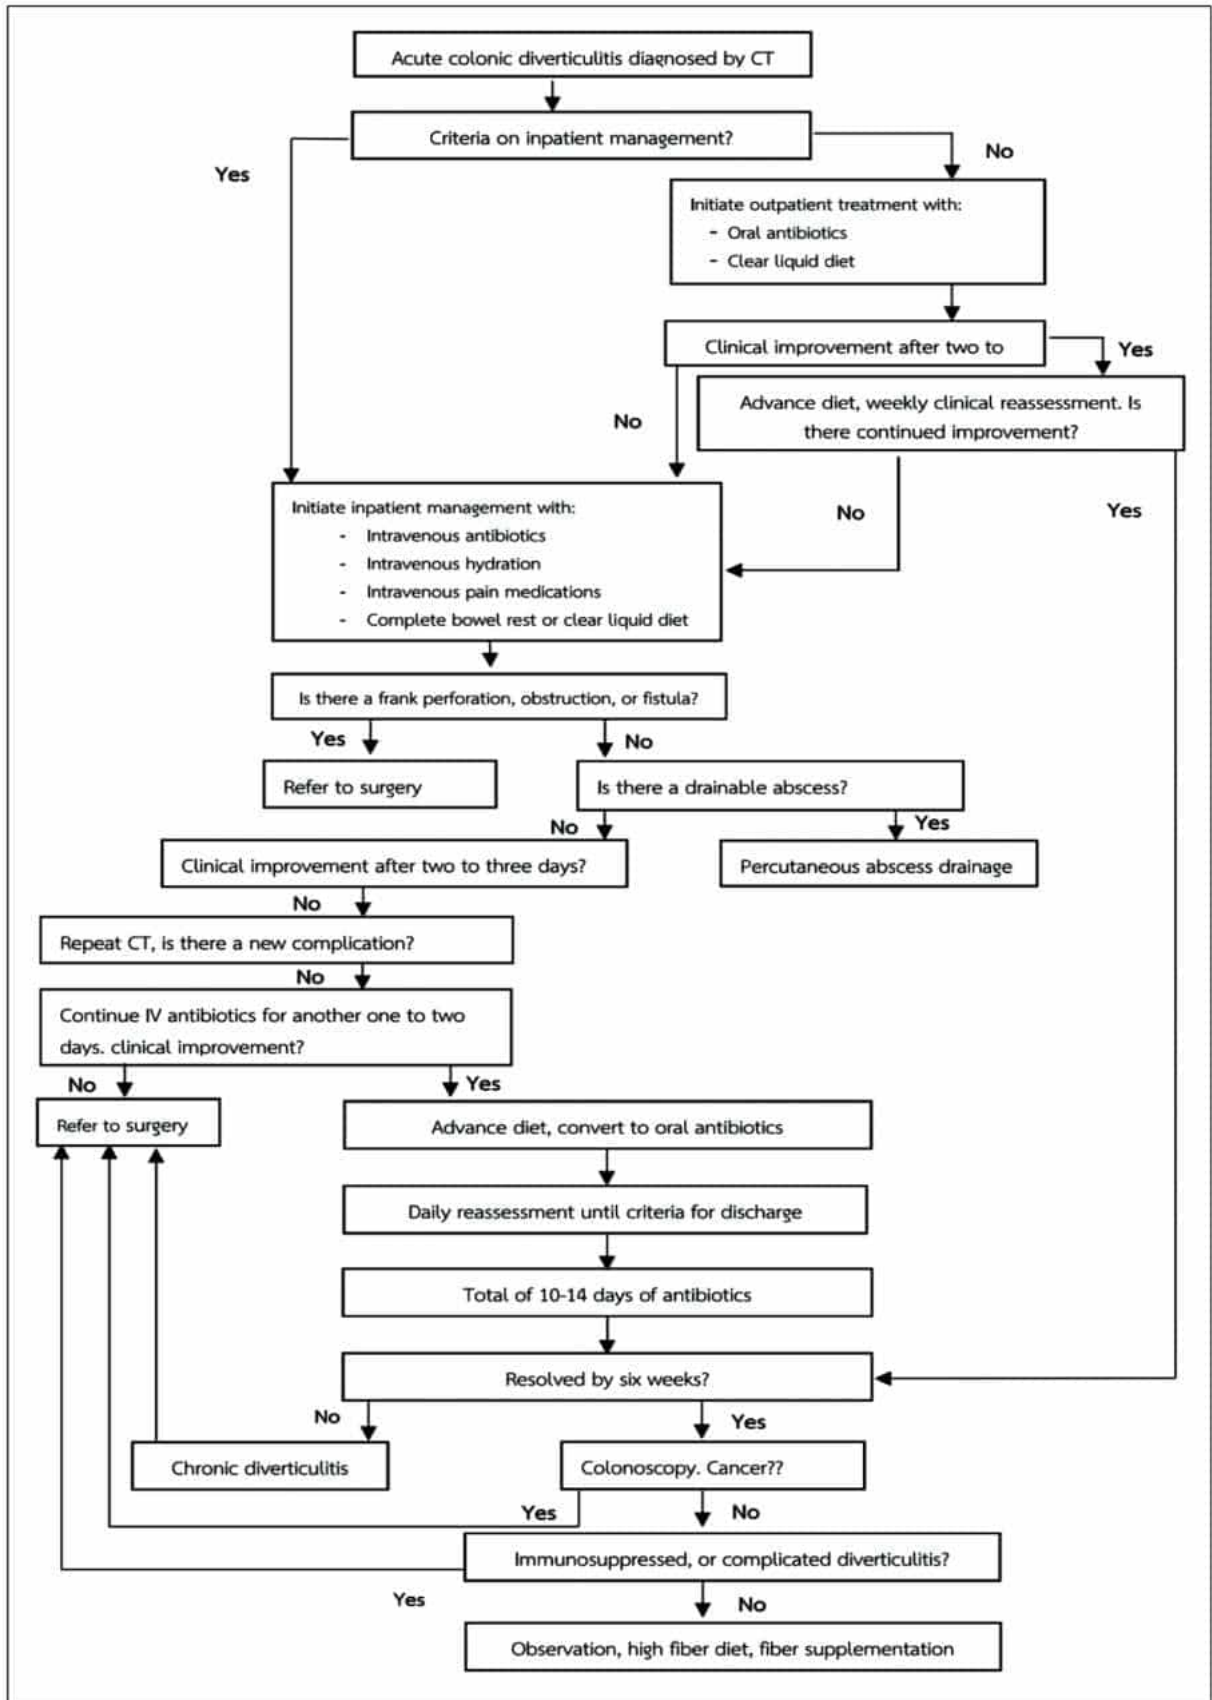 Acute colonic diverticulitis diagnosed by CT
Criteria on inpatient management?
Yes
No
Initiate outpatient treatment with:
- Oral antibiotics
- Clear liquid diet
Clinical improvement after two to
Yes
No
Advance diet, weekly clinical reassessment. Is
there continued improvement?
No
Yes
Initiate inpatient management with:
- Intravenous antibiotics
- Intravenous hydration
- Intravenous pain medications
- Complete bowel rest or clear liquid diet
Is there a frank perforation, obstruction, or fistula?
Yes
No
Refer to surgery
Is there a drainable abscess?
No
Yes
Clinical improvement after two to three days?
Percutaneous abscess drainage
No
Repeat CT, is there a new complication?
No
Continue IV antibiotics for another one to two
days. clinical improvement?
No
Yes
Refer to surgery
Advance diet, convert to oral antibiotics
Daily reassessment until criteria for discharge
Total of 10-14 days of antibiotics
Resolved by six weeks?
No
Yes
Chronic diverticulitis
Colonoscopy. Cancer??
Yes
No
Immunosuppressed, or complicated diverticulitis?
Yes
No
Observation, high fiber diet, fiber supplementation